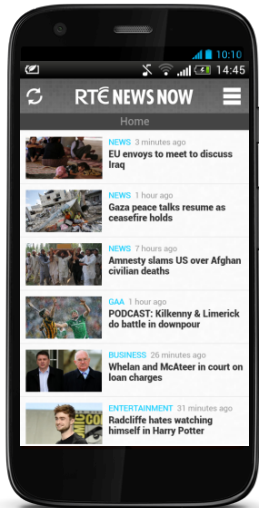 10:10
14:45
RTÉ NEWS NOW
Home
NEWS 3 minutes ago
EU envoys to meet to discuss
Iraq
NEWS 1 hour ago
Gaza peace talks resume as
ceasefire holds
NEWS 7 hours ago
Amnesty slams US over Afghan
civilian deaths
GAA 1 hour ago
PODCAST: Kilkenny & Limerick
do battle in downpour
BUSINESS 26 minutes ago
Whelan and McAteer in court on
loan charges
ENTERTAINMENT 31 minutes ago
Radcliffe hates watching
himself in Harry Potter